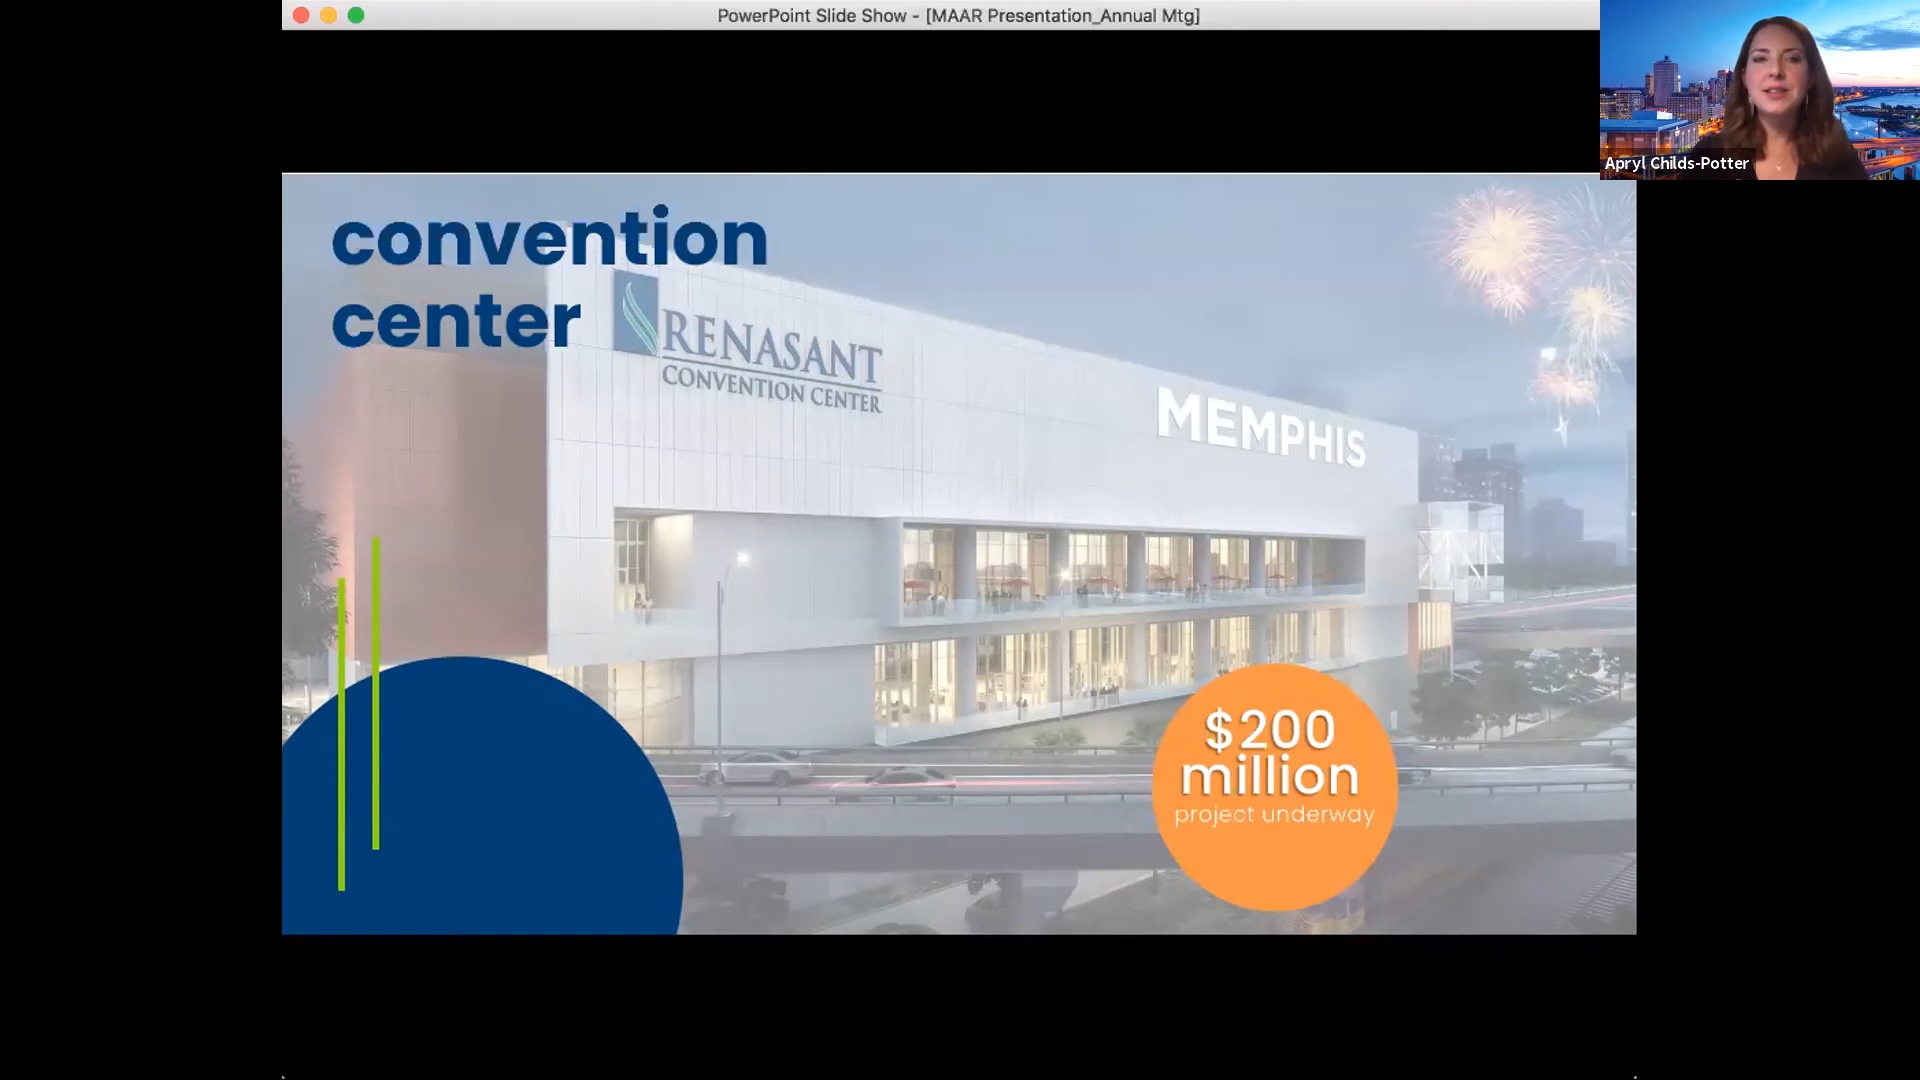 PowerPoint Slide Show - [MAAR Presentation_Annual Mtg]
Apryl Childs-Potter
convention
center
RENASANT
CONVENTION CENTER
MEMPHIS
$200
million
project underway